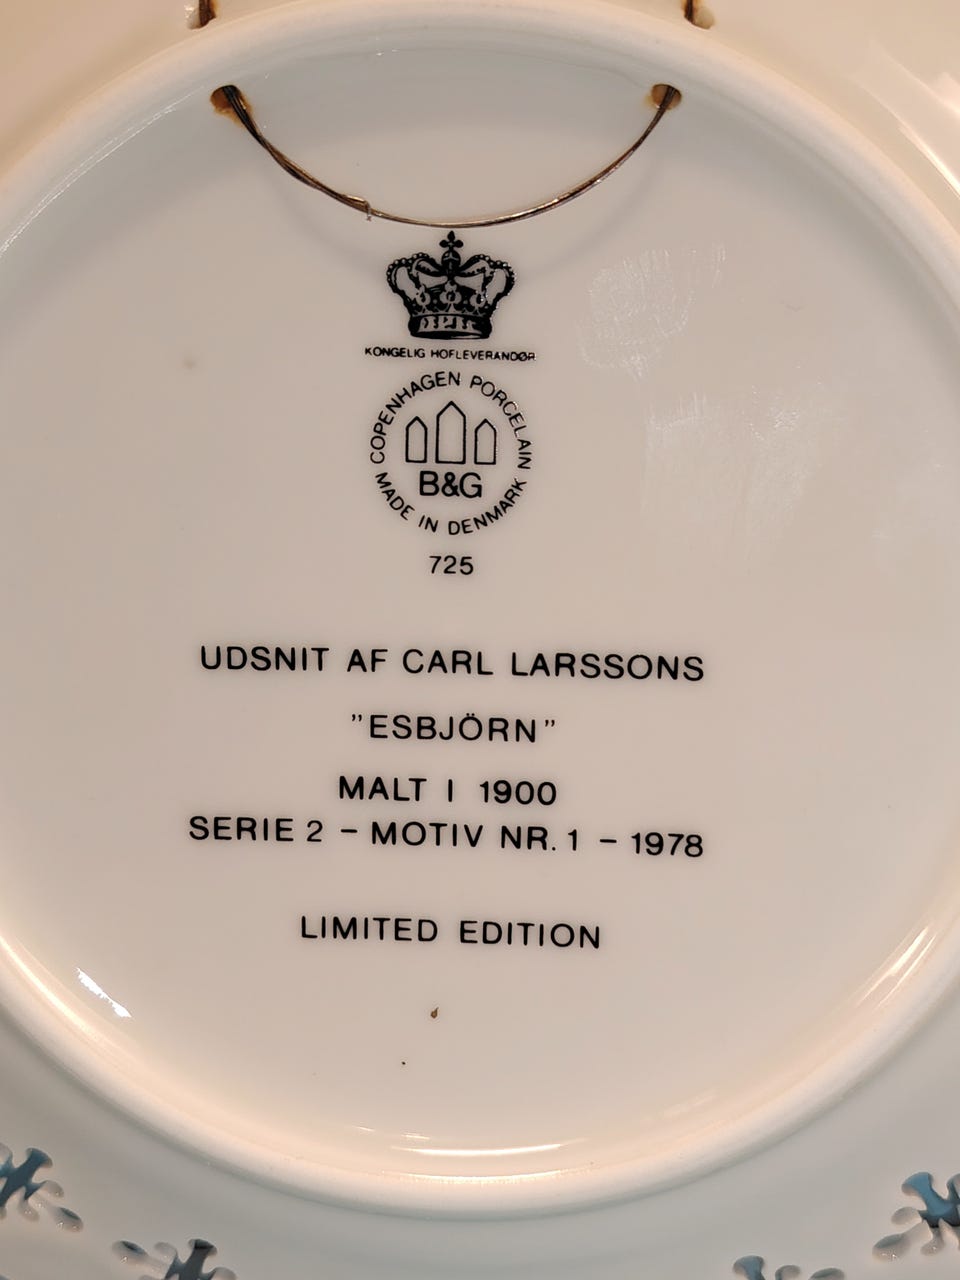 KONGELIG HOFLEVERANDØR
COPENHAGEN PORCELAIN
B&G
MADE IN DENMARK
725
UDSNIT AF CARL LARSSONS
”ESBJÖRN”
MALT I 1900
SERIE 2 – MOTIV NR. 1 – 1978
LIMITED EDITION